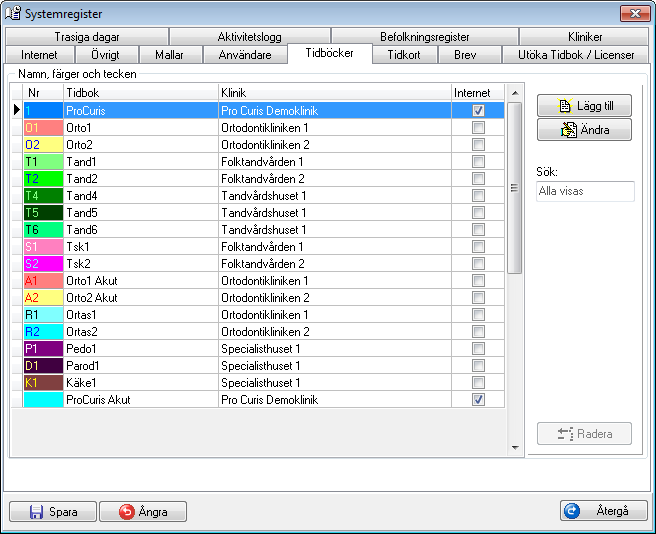 Systemregister
Trasiga dagar Aktivitetslogg Befolkningsregister Kliniker
Internet Övrigt Mallar Användare Tidböcker Tidkort Brev Utöka Tidbok / Licenser
Namn, färger och tecken
Nr Tidbok Klinik Internet
1 ProCuris Pro Curis Demoklinik
O1 Orto1 Ortodontikliniken 1
O2 Orto2 Ortodontikliniken 2
T1 Tand1 Folktandvården 1
T2 Tand2 Folktandvården 2
T4 Tand4 Tandvårdshuset 1
T5 Tand5 Tandvårdshuset 1
T6 Tand6 Tandvårdshuset 1
S1 Tsk1 Folktandvården 1
S2 Tsk2 Folktandvården 2
A1 Orto1 Akut Ortodontikliniken 1
A2 Orto2 Akut Ortodontikliniken 2
R1 Ortas1 Ortodontikliniken 1
R2 Ortas2 Ortodontikliniken 2
P1 Pedo1 Specialisthuset 1
D1 Parod1 Specialisthuset 1
K1 Käke1 Specialisthuset 1
ProCuris Akut Pro Curis Demoklinik
Lägg till
Ändra
Sök:
Alla visas
Radera
Spara Ångra Återgå